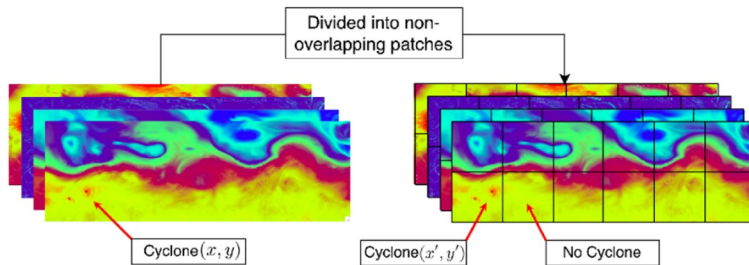 Divided into non-
overlapping patches
Cyclone(x, y)
Cyclone(x′, y′)
No Cyclone